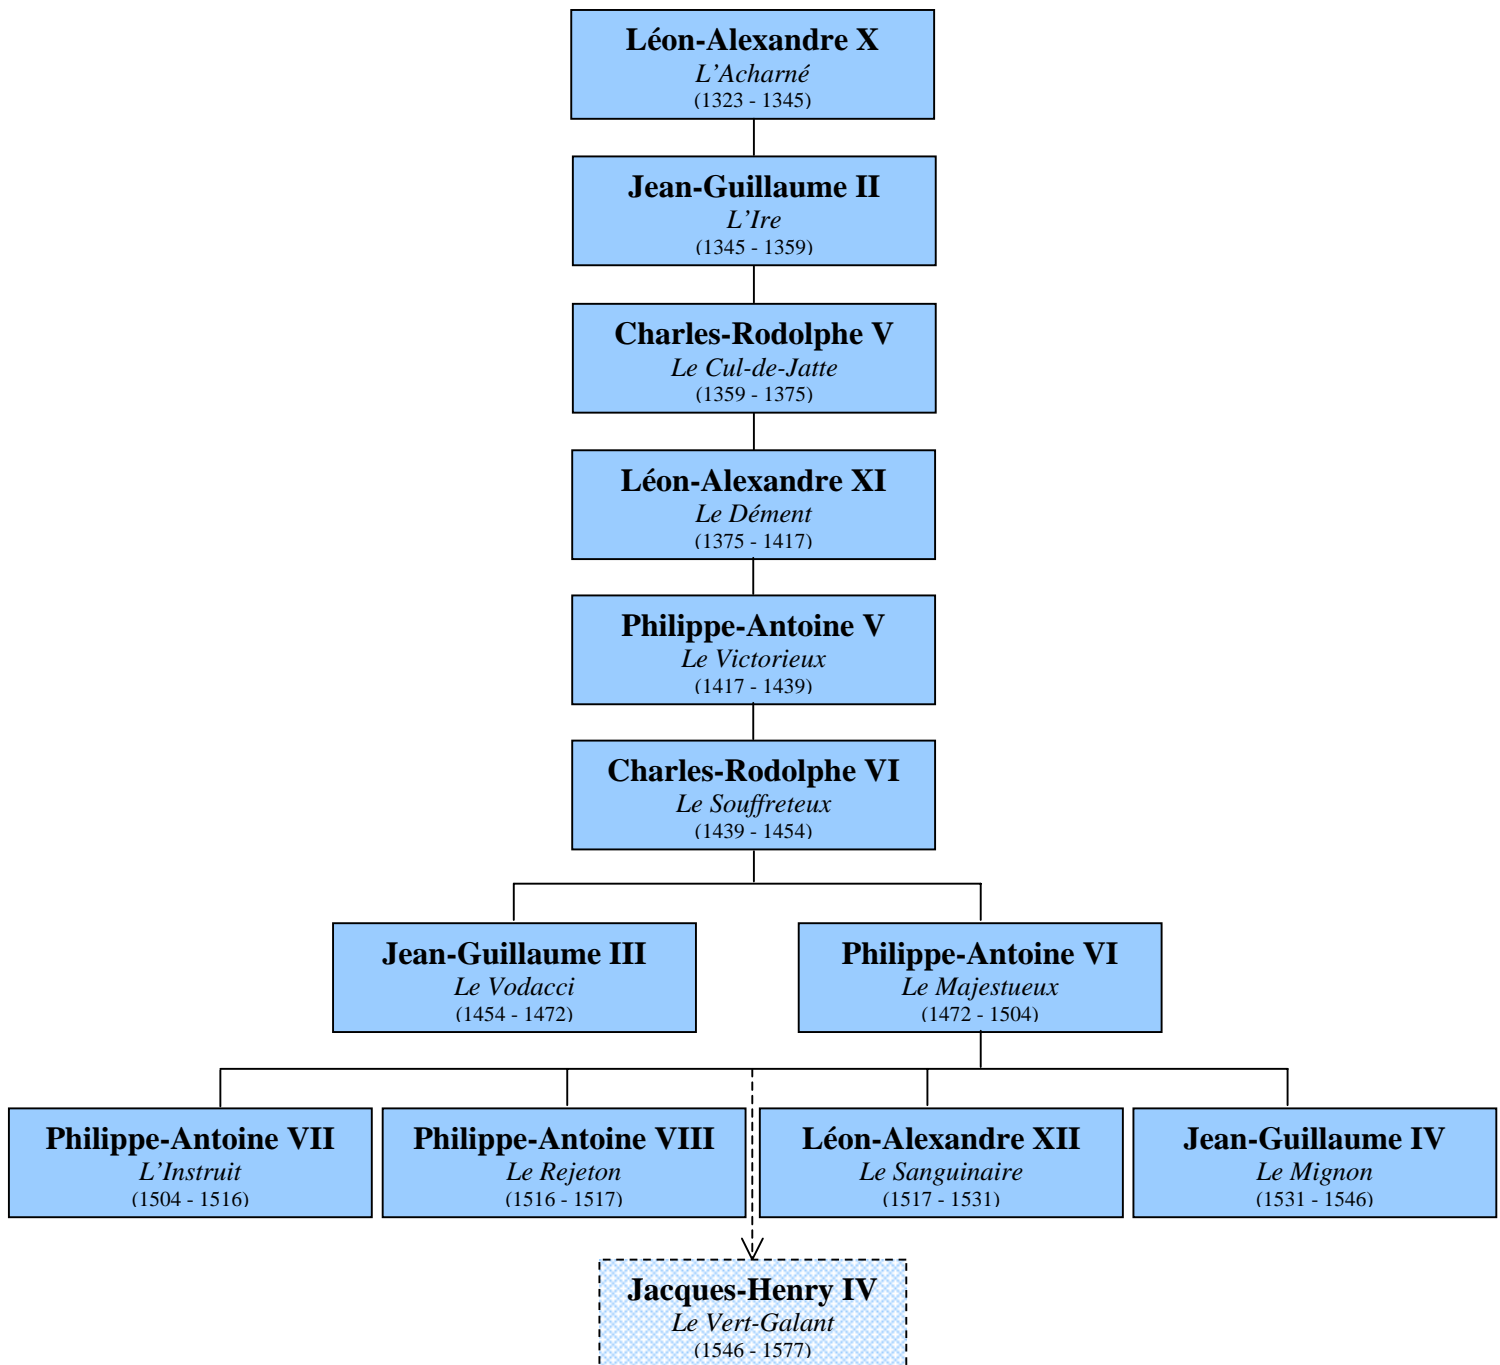 Léon-Alexandre X
L'Acharné
(1323 - 1345)
Jean-Guillaume II
L'Ire
(1345 - 1359)
Charles-Rodolphe V
Le Cul-de-Jatte
(1359 - 1375)
Léon-Alexandre XI
Le Dément
(1375 - 1417)
Philippe-Antoine V
Le Victorieux
(1417 - 1439)
Charles-Rodolphe VI
Le Souffreteux
(1439 - 1454)
Jean-Guillaume III
Le Vodacci
(1454 - 1472)
Philippe-Antoine VI
Le Majestueux
(1472 - 1504)
Philippe-Antoine VII
L'Instruit
(1504 - 1516)
Philippe-Antoine VIII
Le Rejeton
(1516 - 1517)
Léon-Alexandre XII
Le Sanguinaire
(1517 - 1531)
Jean-Guillaume IV
Le Mignon
(1531 - 1546)
Jacques-Henry IV
Le Vert-Galant
(1546 - 1577)